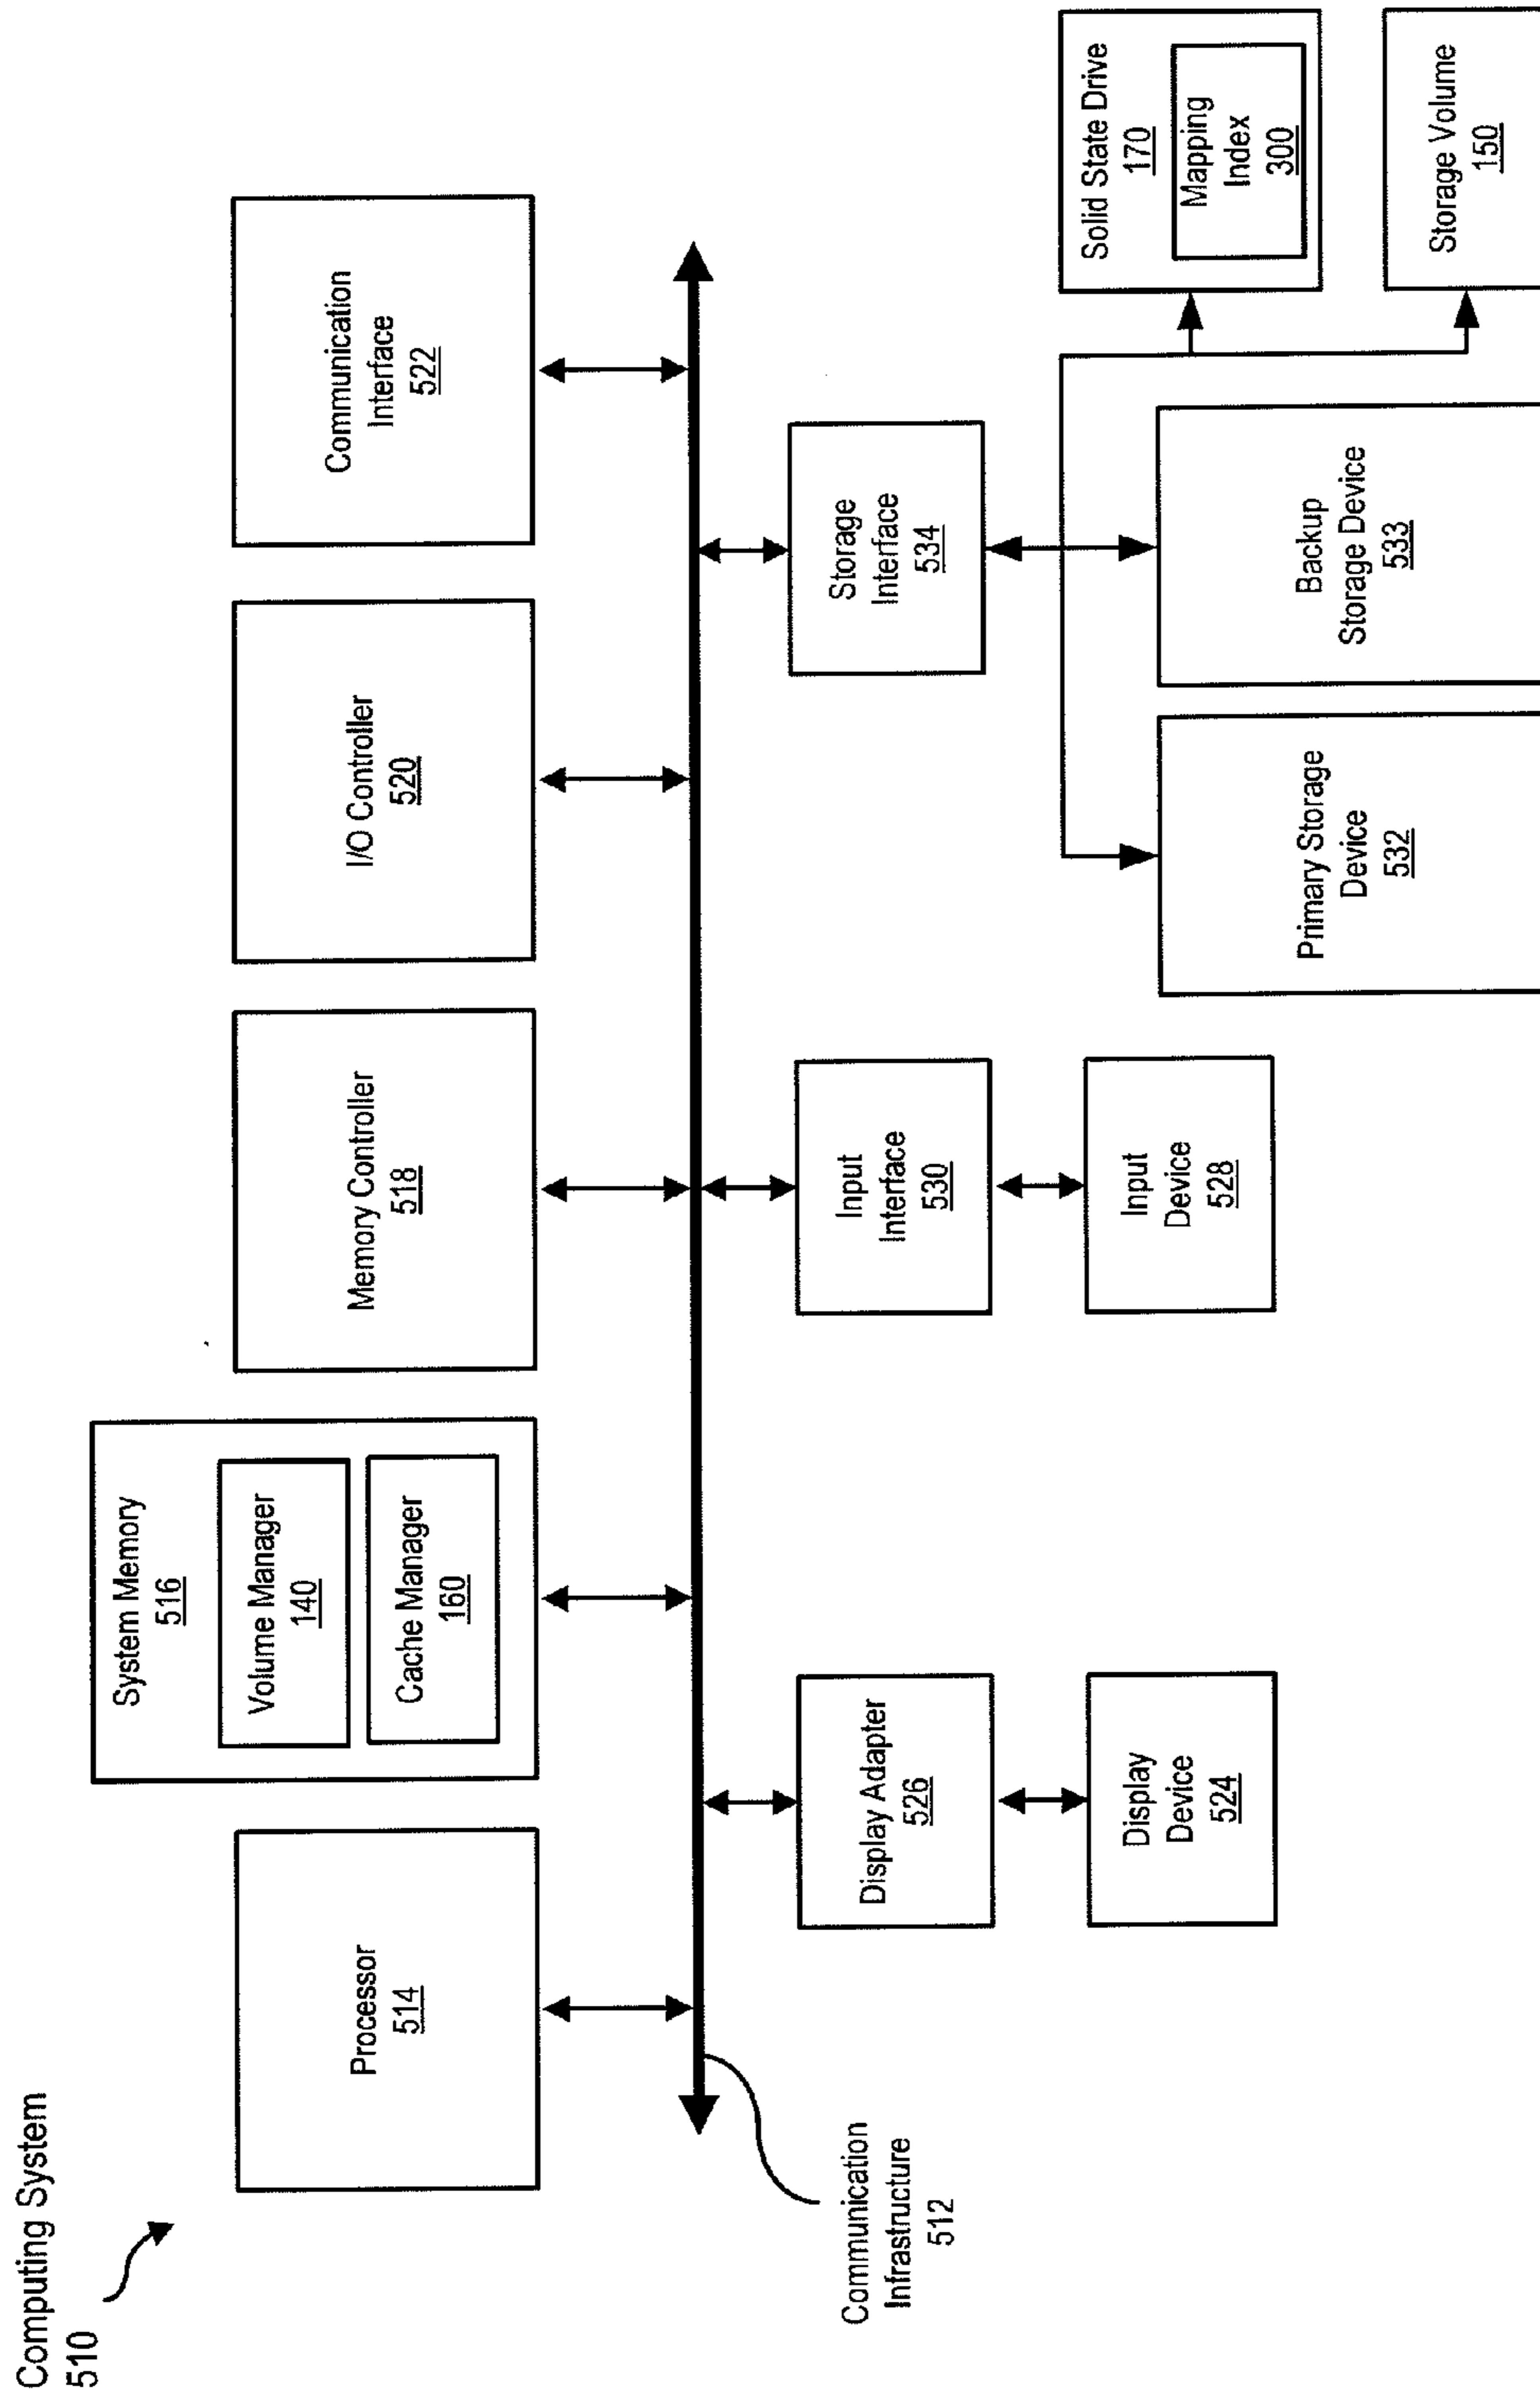 Computing System
510
Processor
514
System Memory
516
Volume Manager
140
Cache Manager
160
Memory Controller
518
I/O Controller
520
Communication
Interface
522
Communication
Infrastructure
512
Display Adapter
526
Display
Device
524
Input
Interface
530
Input
Device
528
Storage
Interface
534
Primary Storage
Device
532
Backup
Storage Device
533
Solid State Drive
170
Mapping
Index
300
Storage Volume
150